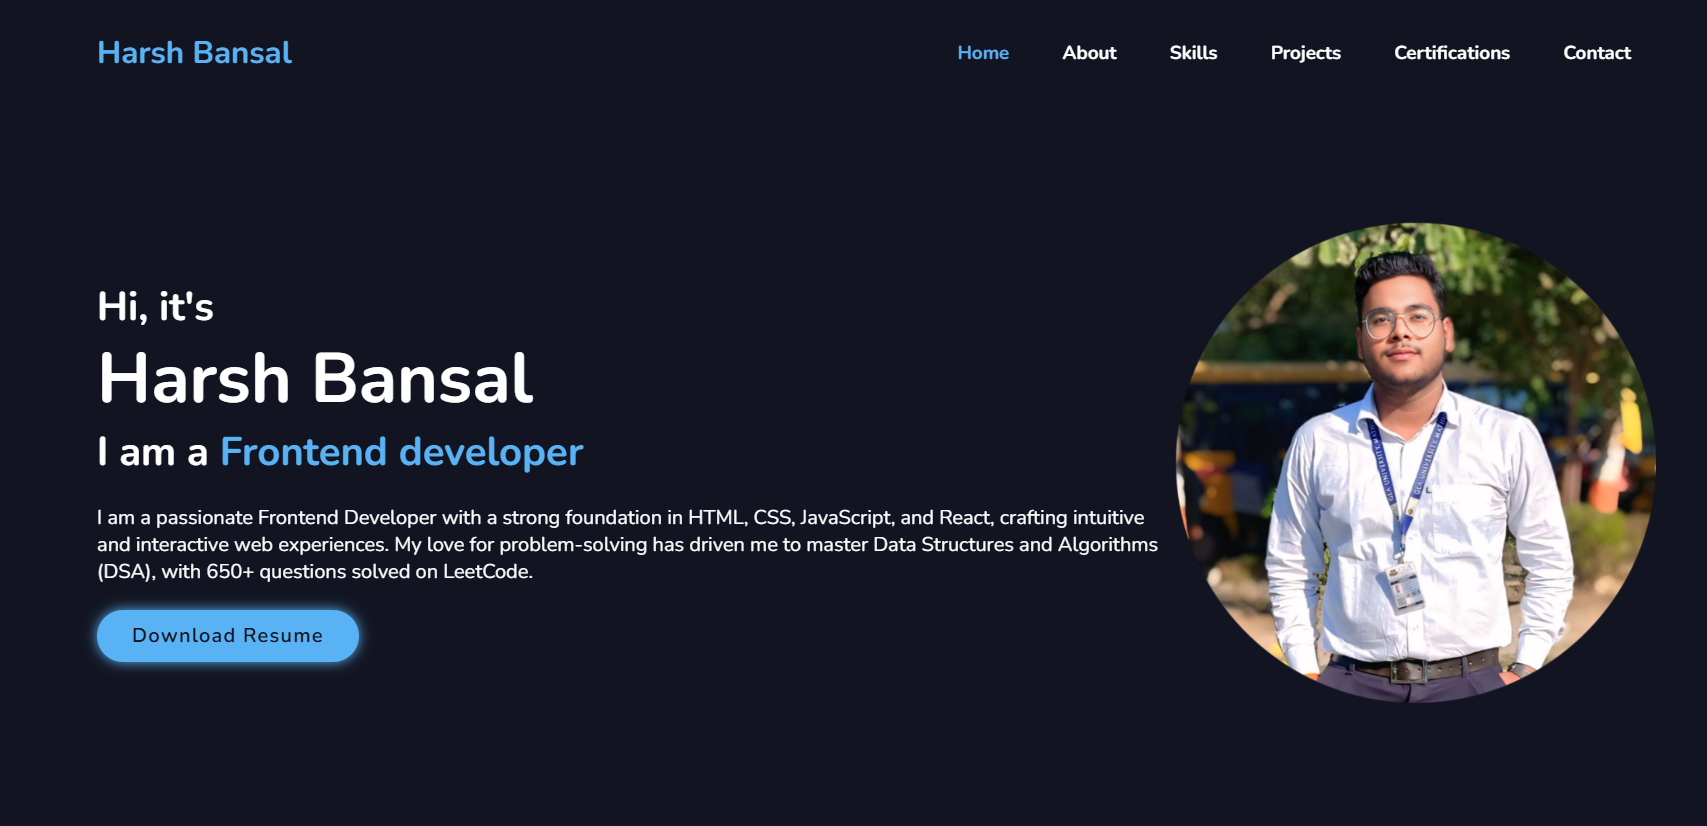 Harsh Bansal
Home About Skills Projects Certifications Contact
Hi, it's
Harsh Bansal
I am a Frontend developer
I am a passionate Frontend Developer with a strong foundation in HTML, CSS, JavaScript, and React, crafting intuitive
and interactive web experiences. My love for problem-solving has driven me to master Data Structures and Algorithms
(DSA), with 650+ questions solved on LeetCode.
Download Resume